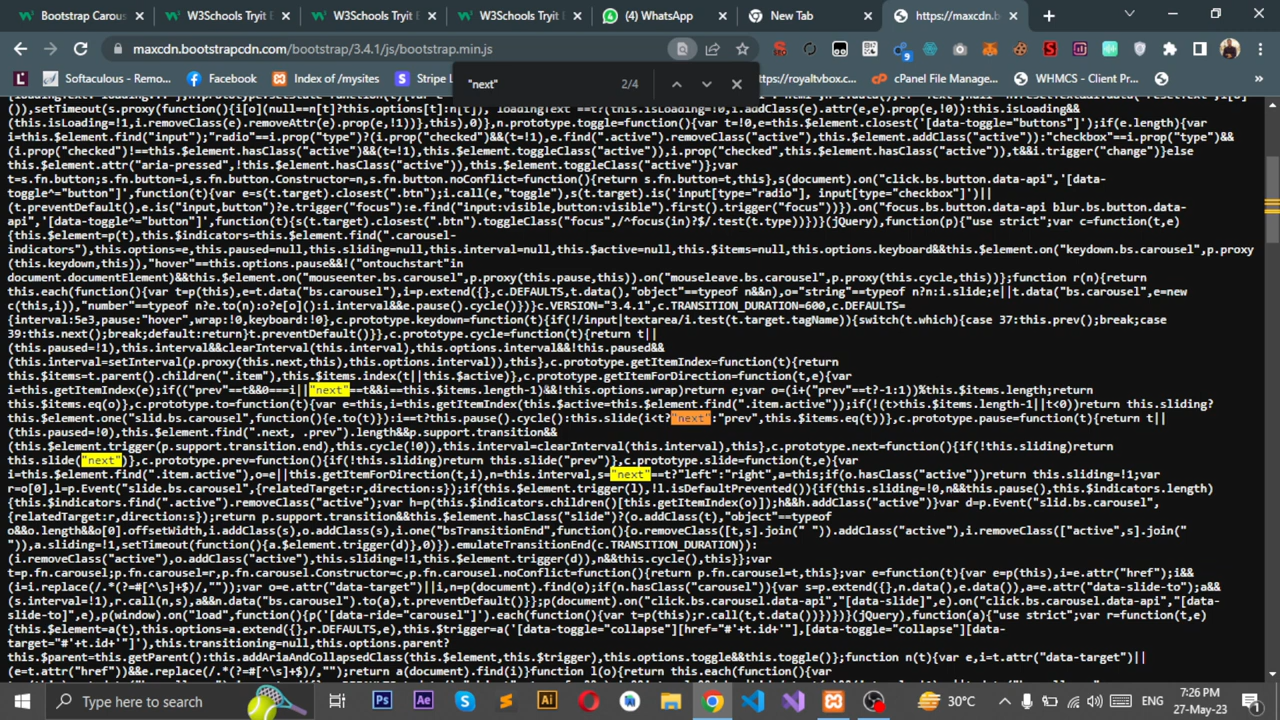 Bootstrap Carous
W3Schools Tryit E
W3Schools Tryit E
W3Schools Tryit E
(4) WhatsApp
New Tab
https://maxcdn.b
maxcdn.bootstrapcdn.com/bootstrap/3.4.1/js/bootstrap.min.js
Softaculous - Remo...
Facebook
Index of /mysites
Stripe L
https://royaltvbox.c...
cPanel File Manage...
WHMCS - Client Pr...
"next"
2/4
()),setTimeout(s.proxy(function(){i[o](null==n[t]?this.options[t]:n[t]),"loadingText"==t?(this.isLoading=!0,i.addClass(e).attr(e,e).prop(e,!0)):this.isLoading&&
(this.isLoading=!1,i.removeClass(e).removeAttr(e).prop(e,!1))},this),0)},n.prototype.toggle=function(){var t=!0,e=this.$element.closest('[data-toggle="buttons"]');if(e.length){var
i=this.$element.find("input");"radio"==i.prop("type")?(i.prop("checked")&&(t=!1),e.find(".active").removeClass("active"),this.$element.addClass("active")):"checkbox"==i.prop("type")&&
(i.prop("checked")!==this.$element.hasClass("active")&&(t=!1),this.$element.toggleClass("active")),i.prop("checked",this.$element.hasClass("active")),t&&i.trigger("change")}else
this.$element.attr("aria-pressed",!this.$element.hasClass("active")),this.$element.toggleClass("active")};var
t=s.fn.button;s.fn.button=i,s.fn.button.Constructor=n,s.fn.button.noConflict=function(){return s.fn.button=t,this},s(document).on("click.bs.button.data-api",'[data-
toggle^="button"]',function(t){var e=s(t.target).closest(".btn");i.call(e,"toggle"),s(t.target).is('input[type="radio"], input[type="checkbox"]')||
(t.preventDefault(),e.is("input,button")?e.trigger("focus"):e.find("input:visible,button:visible").first().trigger("focus"))}).on("focus.bs.button.data-api blur.bs.button.data-
api",'[data-toggle^="button"]',function(t){s(t.target).closest(".btn").toggleClass("focus",/^focus(in)?$/.test(t.type))})}(jQuery),function(p){"use strict";var c=function(t,e)
{this.$element=p(t),this.$indicators=this.$element.find(".carousel-
indicators"),this.options=e,this.paused=null,this.sliding=null,this.interval=null,this.$active=null,this.$items=null,this.options.keyboard&&this.$element.on("keydown.bs.carousel",p.proxy
(this.keydown,this)),"hover"==this.options.pause&&!("ontouchstart"in
document.documentElement)&&this.$element.on("mouseenter.bs.carousel",p.proxy(this.pause,this)).on("mouseleave.bs.carousel",p.proxy(this.cycle,this))};function r(n){return
this.each(function(){var t=p(this),e=t.data("bs.carousel"),i=p.extend({},c.DEFAULTS,t.data(),"object"==typeof n&&n),o="string"==typeof n?n:i.slide;e||t.data("bs.carousel",e=new
c(this,i)),"number"==typeof n?e.to(n):o?e[o]():i.interval&&e.pause().cycle()})}c.VERSION="3.4.1",c.TRANSITION_DURATION=600,c.DEFAULTS=
{interval:5e3,pause:"hover",wrap:!0,keyboard:!0},c.prototype.keydown=function(t){if(!/input|textarea/i.test(t.target.tagName)){switch(t.which){case 37:this.prev();break;case
39:this.next();break;default:return}t.preventDefault()}},c.prototype.cycle=function(t){return t||
(this.paused=!1),this.interval&&clearInterval(this.interval),this.options.interval&&!this.paused&&
(this.interval=setInterval(p.proxy(this.next,this),this.options.interval)),this},c.prototype.getItemIndex=function(t){return
this.$items=t.parent().children(".item"),this.$items.index(t||this.$active)},c.prototype.getItemForDirection=function(t,e){var
i=this.getItemIndex(e);if(("prev"==t&&0===i||"next"==t&&i==this.$items.length-1)&&!this.options.wrap)return e;var o=(i+("prev"==t?-1:1))%this.$items.length;return
this.$items.eq(o)},c.prototype.to=function(t){var e=this,i=this.getItemIndex(this.$active=this.$element.find(".item.active"));if(!(t>this.$items.length-1||t<0))return this.sliding?
this.$element.one("slid.bs.carousel",function(){e.to(t)}):i==t?this.pause().cycle():this.slide(i<t?"next":"prev",this.$items.eq(t))},c.prototype.pause=function(t){return t||
(this.paused=!0),this.$element.find(".next, .prev").length&&p.support.transition&&
(this.$element.trigger(p.support.transition.end),this.cycle(!0)),this.interval=clearInterval(this.interval),this},c.prototype.next=function(){if(!this.sliding)return
this.slide("next")},c.prototype.prev=function(){if(!this.sliding)return this.slide("prev")},c.prototype.slide=function(t,e){var
i=this.$element.find(".item.active"),o=e||this.getItemForDirection(t,i),n=this.interval,s="next"==t?"left":"right",a=this;if(o.hasClass("active"))return this.sliding=!1;var
r=o[0],l=p.Event("slide.bs.carousel",{relatedTarget:r,direction:s});if(this.$element.trigger(l),!l.isDefaultPrevented()){if(this.sliding=!0,n&&this.pause(),this.$indicators.length)
{this.$indicators.find(".active").removeClass("active");var h=p(this.$indicators.children()[this.getItemIndex(o)]);h&&h.addClass("active")}var d=p.Event("slid.bs.carousel",
{relatedTarget:r,direction:s});return p.support.transition&&this.$element.hasClass("slide")?(o.addClass(t),"object"==typeof
o&&o.length&&o[0].offsetWidth,i.addClass(s),o.addClass(s),i.one("bsTransitionEnd",function(){o.removeClass([t,s].join(" ")).addClass("active"),i.removeClass(["active",s].join("
")),a.sliding=!1,setTimeout(function(){a.$element.trigger(d)},0)}).emulateTransitionEnd(c.TRANSITION_DURATION)):
(i.removeClass("active"),o.addClass("active"),this.sliding=!1,this.$element.trigger(d)),n&&this.cycle(),this}};var
t=p.fn.carousel;p.fn.carousel=r,p.fn.carousel.Constructor=c,p.fn.carousel.noConflict=function(){return p.fn.carousel=t,this};var e=function(t){var e=p(this),i=e.attr("href");i&&
(i=i.replace(/.*(?=#[^\s]+$)/,""));var o=e.attr("data-target")||i,n=p(document).find(o);if(n.hasClass("carousel")){var s=p.extend({},n.data(),e.data()),a=e.attr("data-slide-to");a&&
(s.interval=!1),r.call(n,s),a&&n.data("bs.carousel").to(a),t.preventDefault()}};p(document).on("click.bs.carousel.data-api","[data-slide]",e).on("click.bs.carousel.data-api","[data-
slide-to]",e),p(window).on("load",function(){p('[data-ride="carousel"]').each(function(){var t=p(this);r.call(t,t.data())})})}(jQuery),function(a){"use strict";var r=function(t,e)
{this.$element=a(t),this.options=a.extend({},r.DEFAULTS,e),this.$trigger=a('[data-toggle="collapse"][href="#'+t.id+'"],[data-toggle="collapse"][data-
target="#'+t.id+'"]'),this.transitioning=null,this.options.parent?
this.$parent=this.getParent():this.addAriaAndCollapsedClass(this.$element,this.$trigger),this.options.toggle&&this.toggle()};function n(t){var e,i=t.attr("data-target")||
(e=t.attr("href"))&&e.replace(/.*(?=#[^\s]+$)/,"");return a(document).find(i)}function l(o){return this.each(function(){var
Type here to search
30°C
ENG
7:26 PM
27-May-23